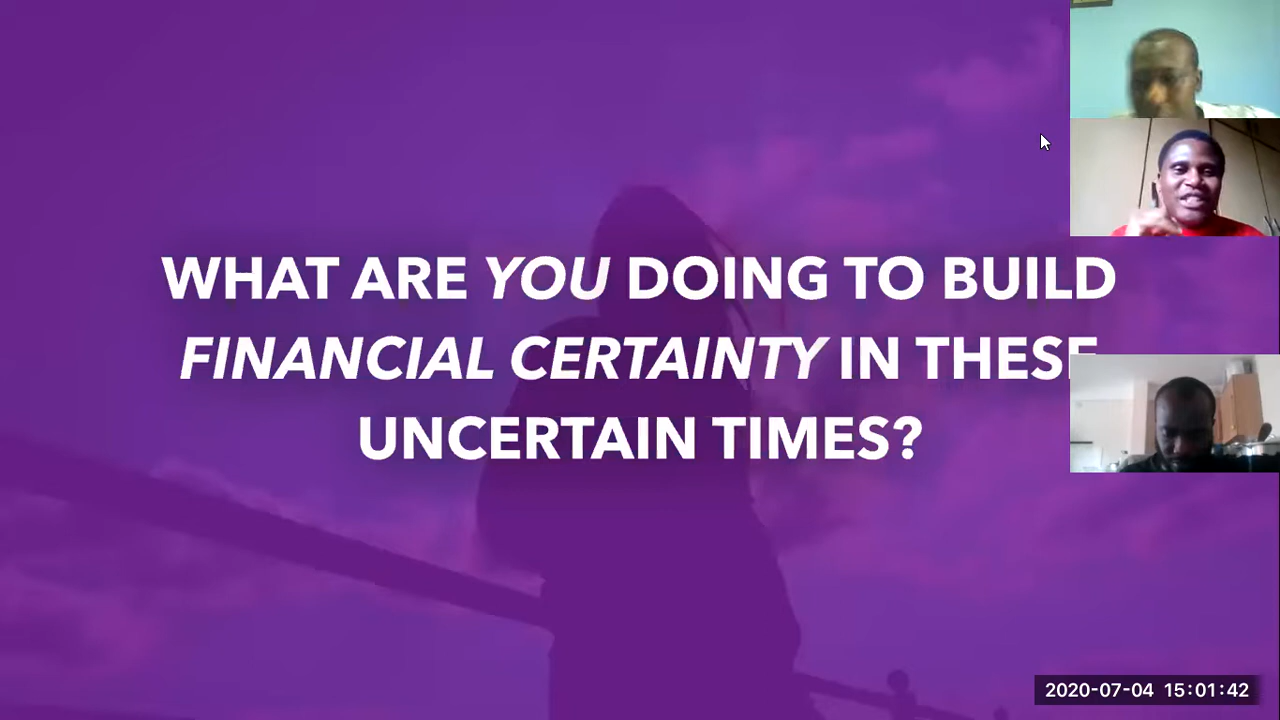 WHAT ARE YOU DOING TO BUILD
FINANCIAL CERTAINTY IN THESE
UNCERTAIN TIMES?
2020-07-04 15:01:42